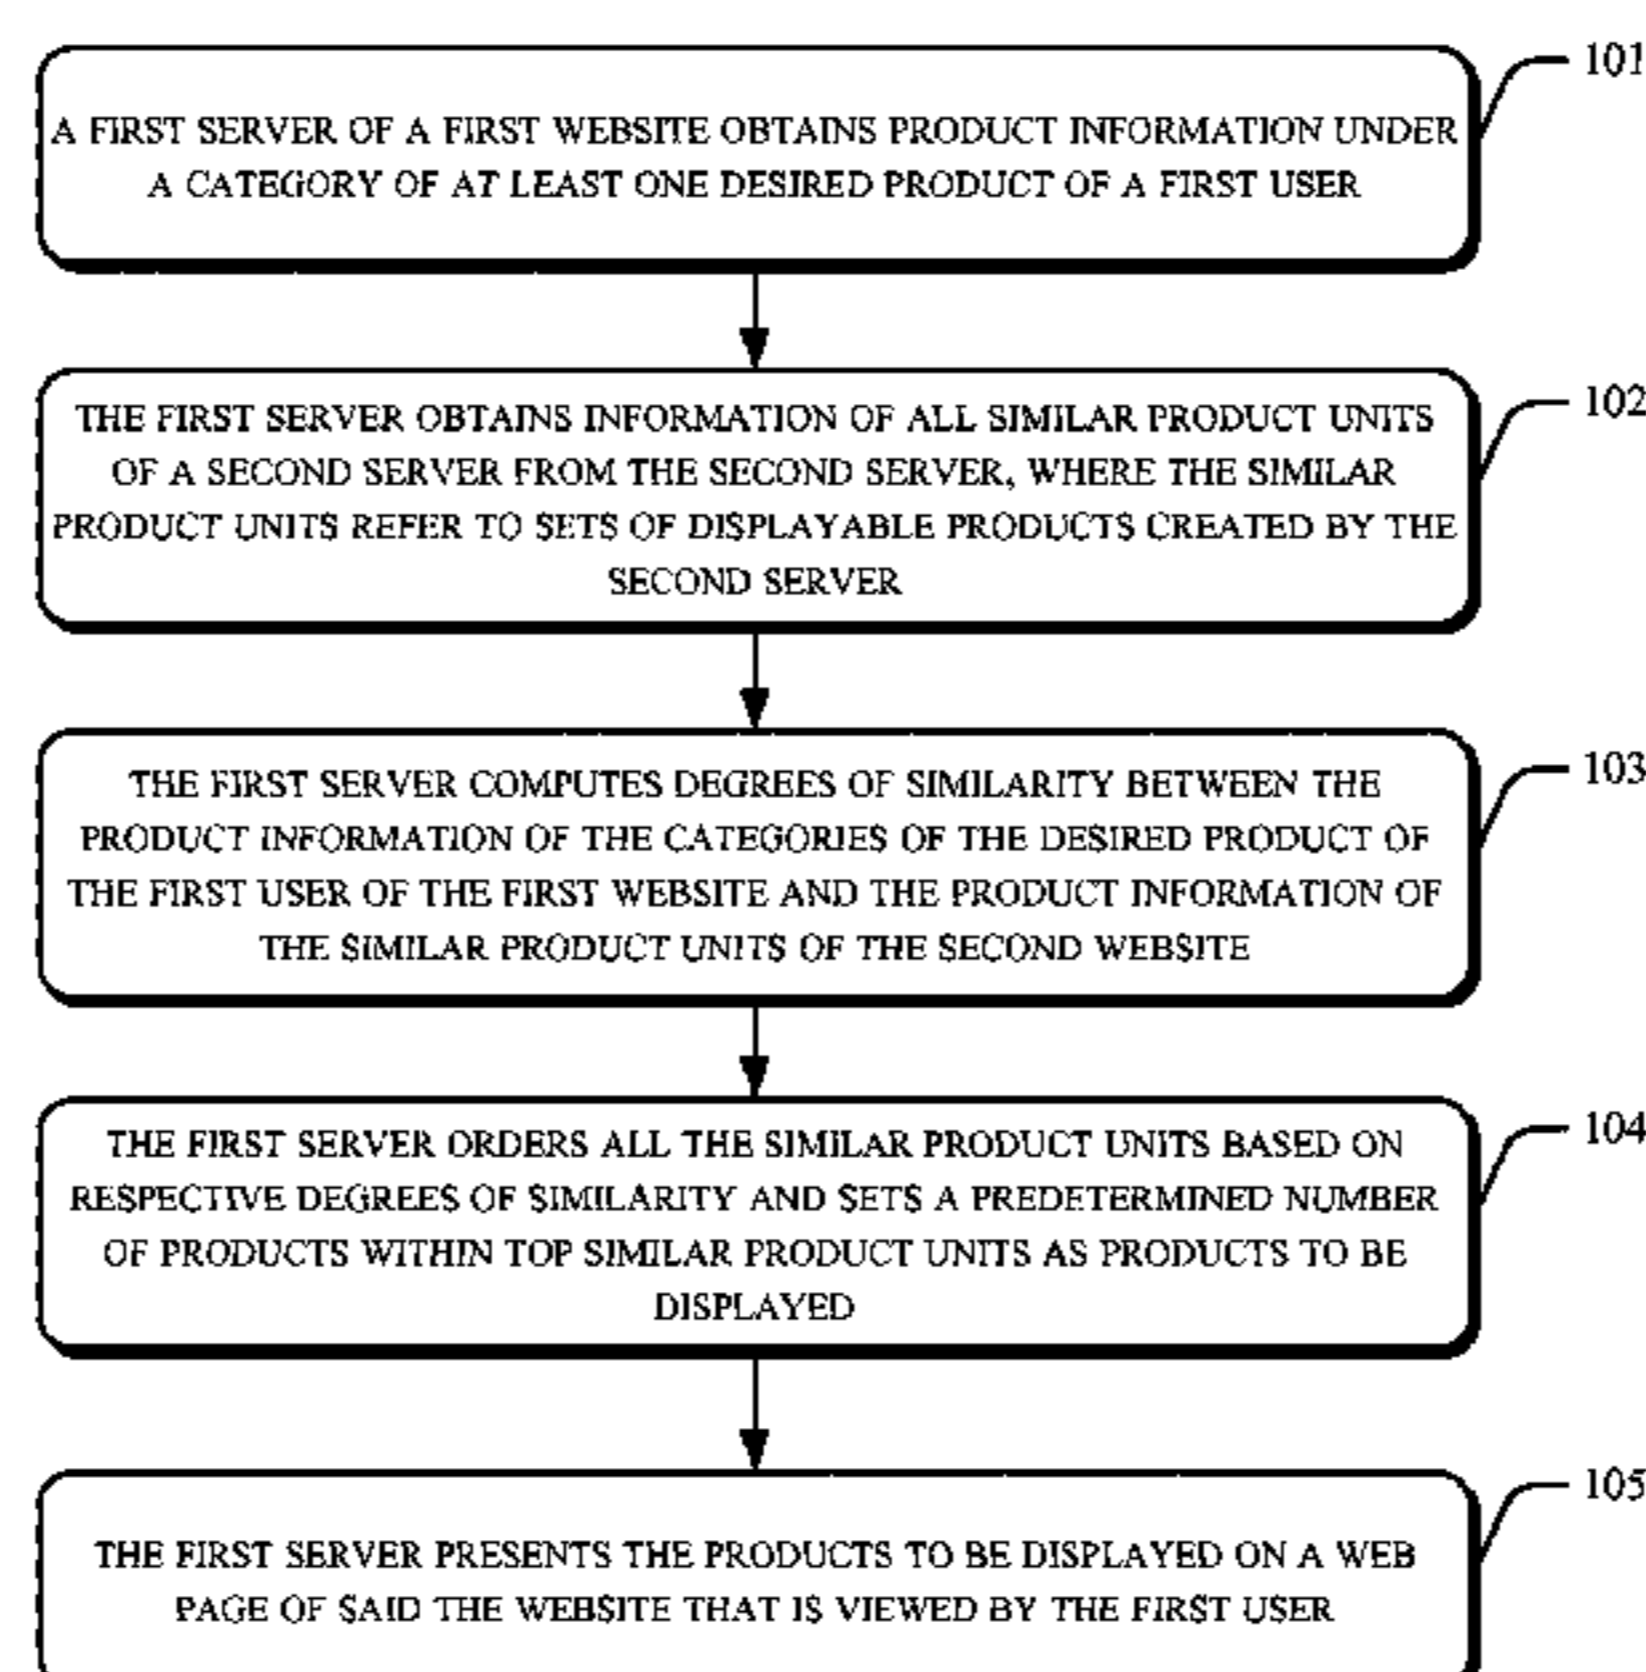 101
A FIRST SERVER OF A FIRST WEBSITE OBTAINS PRODUCT INFORMATION UNDER
A CATEGORY OF AT LEAST ONE DESIRED PRODUCT OF A FIRST USER
102
THE FIRST SERVER OBTAINS INFORMATION OF ALL SIMILAR PRODUCT UNITS
OF A SECOND SERVER FROM THE SECOND SERVER, WHERE THE SIMILAR
PRODUCT UNITS REFER TO SETS OF DISPLAYABLE PRODUCTS CREATED BY THE
SECOND SERVER
103
THE FIRST SERVER COMPUTES DEGREES OF SIMILARITY BETWEEN THE
PRODUCT INFORMATION OF THE CATEGORIES OF THE DESIRED PRODUCT OF
THE FIRST USER OF THE FIRST WEBSITE AND THE PRODUCT INFORMATION OF
THE SIMILAR PRODUCT UNITS OF THE SECOND WEBSITE
104
THE FIRST SERVER ORDERS ALL THE SIMILAR PRODUCT UNITS BASED ON
RESPECTIVE DEGREES OF SIMILARITY AND SETS A PREDETERMINED NUMBER
OF PRODUCTS WITHIN TOP SIMILAR PRODUCT UNITS AS PRODUCTS TO BE
DISPLAYED
105
THE FIRST SERVER PRESENTS THE PRODUCTS TO BE DISPLAYED ON A WEB
PAGE OF SAID THE WEBSITE THAT IS VIEWED BY THE FIRST USER